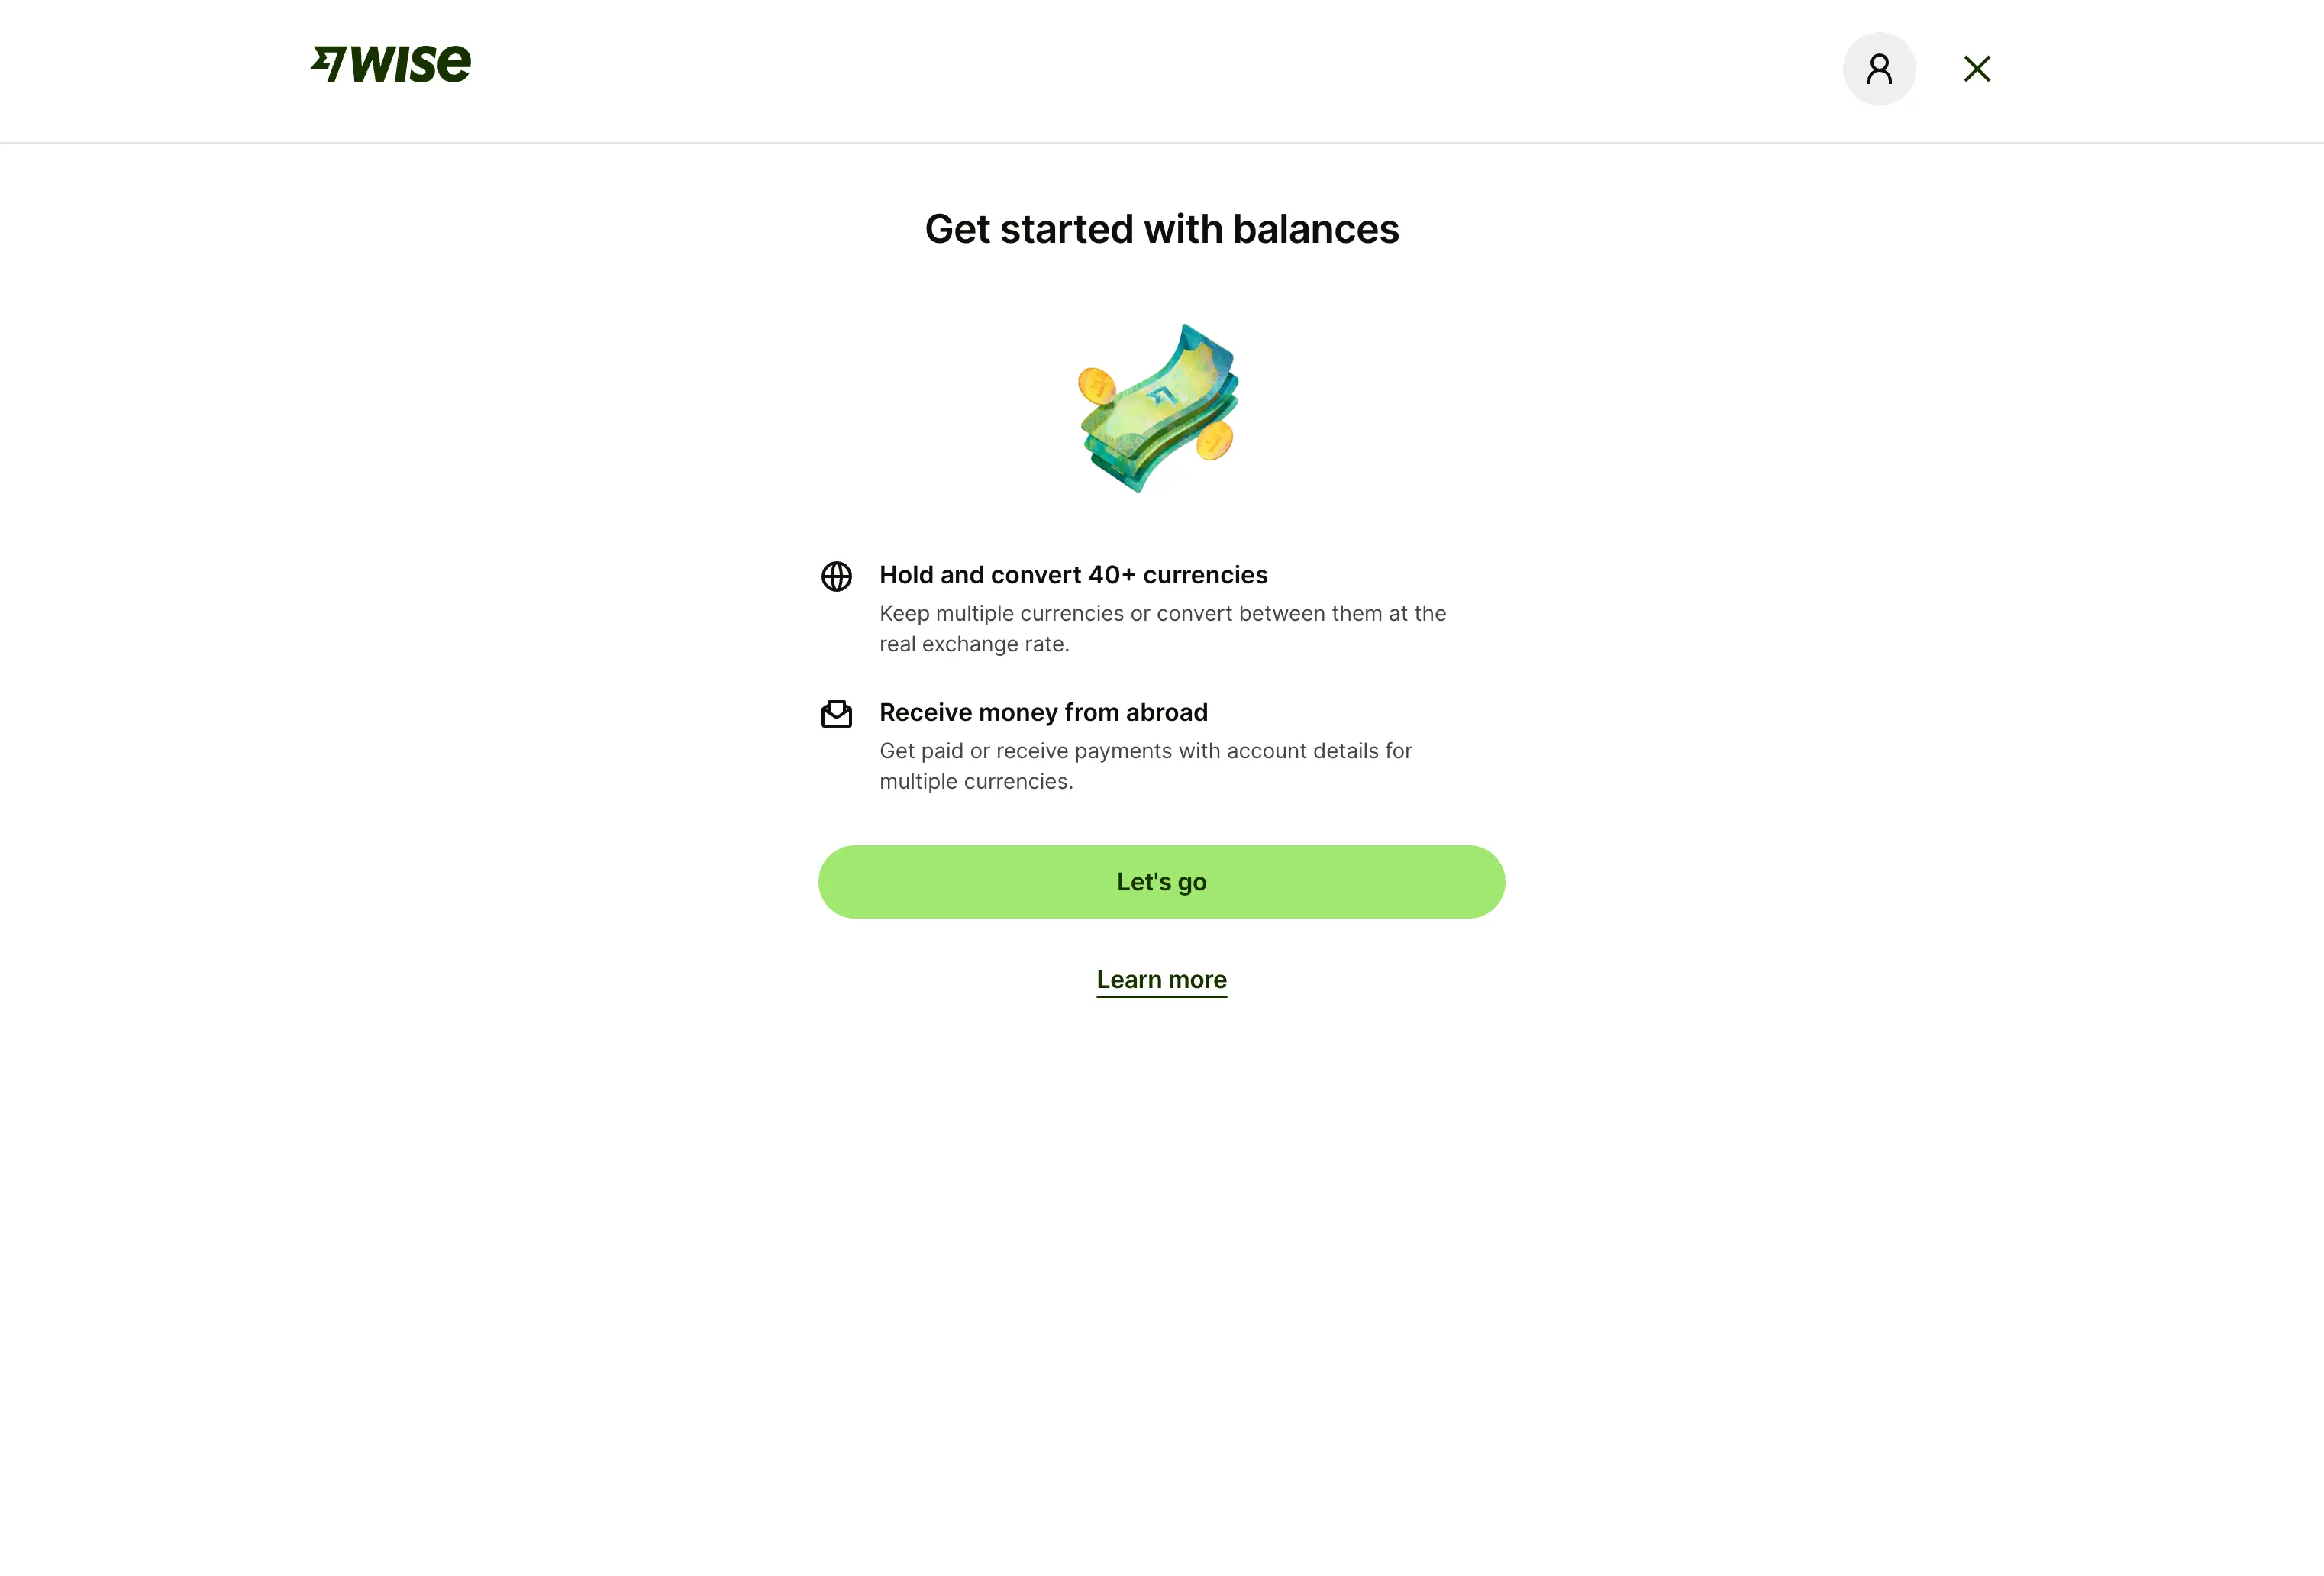 wise
Get started with balances
Hold and convert 40+ currencies
Keep multiple currencies or convert between them at the
real exchange rate.
Receive money from abroad
Get paid or receive payments with account details for
multiple currencies.
Let's go
Learn more